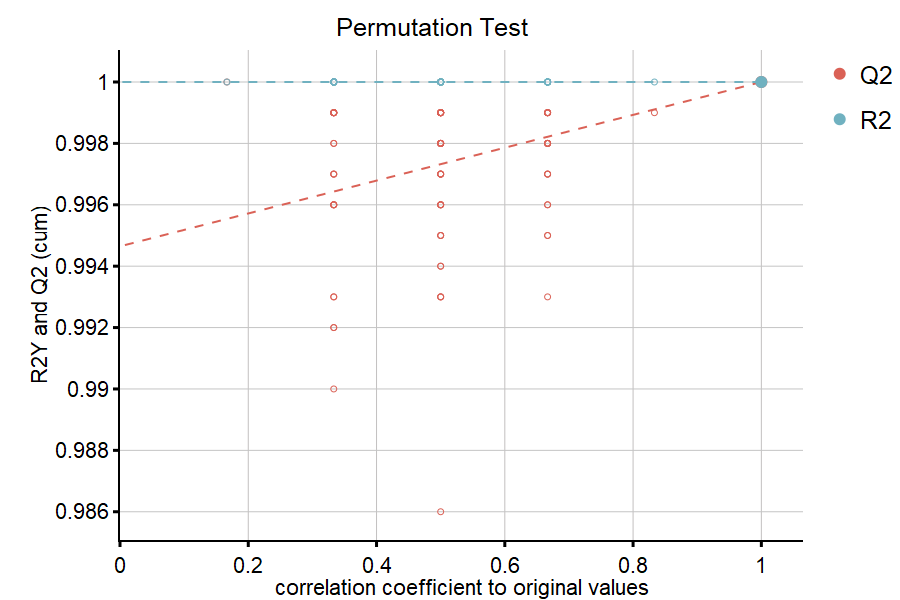 Permutation Test
R2Y and Q2 (cum)
1
0.998
0.996
0.994
0.992
0.99
0.988
0.986
0 0.2 0.4 0.6 0.8 1
correlation coefficient to original values
Q2
R2